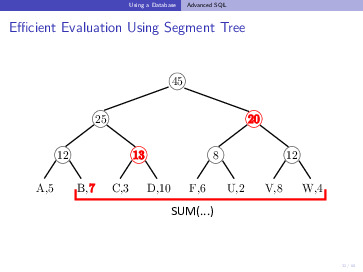 Using a Database Advanced SQL
Efficient Evaluation Using Segment Tree
45
25 20
12 13 8 12
A,5 B,7 C,3 D,10 F,6 U,2 V,8 W,4
SUM(...)